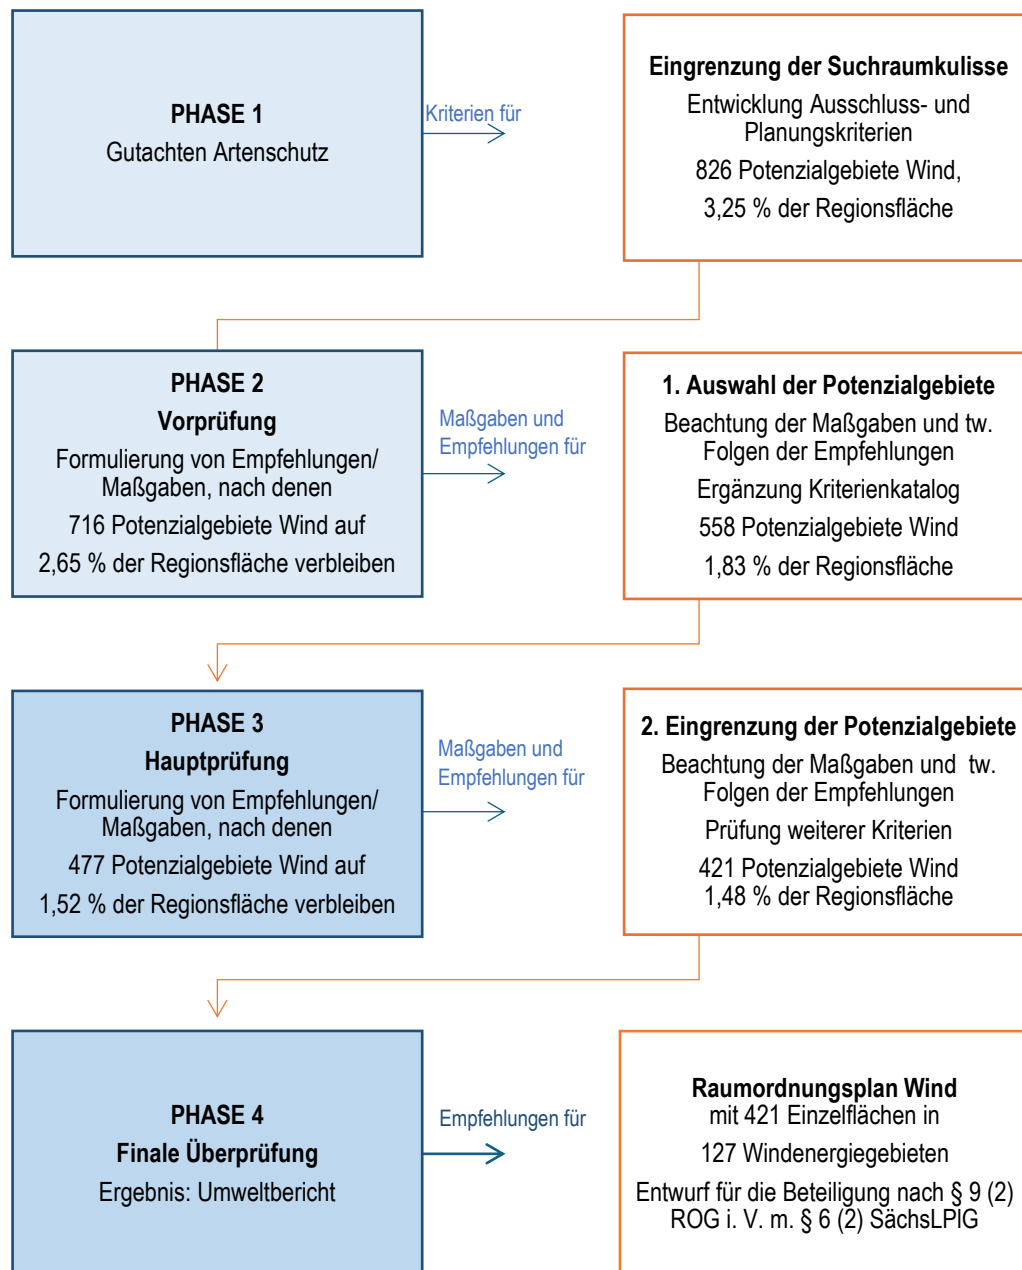 PHASE 1
Gutachten Artenschutz
Kriterien für
Eingrenzung der Suchraumkulisse
Entwicklung Ausschluss- und
Planungskriterien
826 Potenzialgebiete Wind,
3,25 % der Regionsfläche
PHASE 2
Vorprüfung
Formulierung von Empfehlungen/
Maßgaben, nach denen
716 Potenzialgebiete Wind auf
2,65 % der Regionsfläche verbleiben
Maßgaben und
Empfehlungen für
1. Auswahl der Potenzialgebiete
Beachtung der Maßgaben und tw.
Folgen der Empfehlungen
Ergänzung Kriterienkatalog
558 Potenzialgebiete Wind
1,83 % der Regionsfläche
PHASE 3
Hauptprüfung
Formulierung von Empfehlungen/
Maßgaben, nach denen
477 Potenzialgebiete Wind auf
1,52 % der Regionsfläche verbleiben
Maßgaben und
Empfehlungen für
2. Eingrenzung der Potenzialgebiete
Beachtung der Maßgaben und tw.
Folgen der Empfehlungen
Prüfung weiterer Kriterien
421 Potenzialgebiete Wind
1,48 % der Regionsfläche
PHASE 4
Finale Überprüfung
Ergebnis: Umweltbericht
Empfehlungen für
Raumordnungsplan Wind
mit 421 Einzelflächen in
127 Windenergiegebieten
Entwurf für die Beteiligung nach § 9 (2)
ROG i. V. m. § 6 (2) SächsLPlG